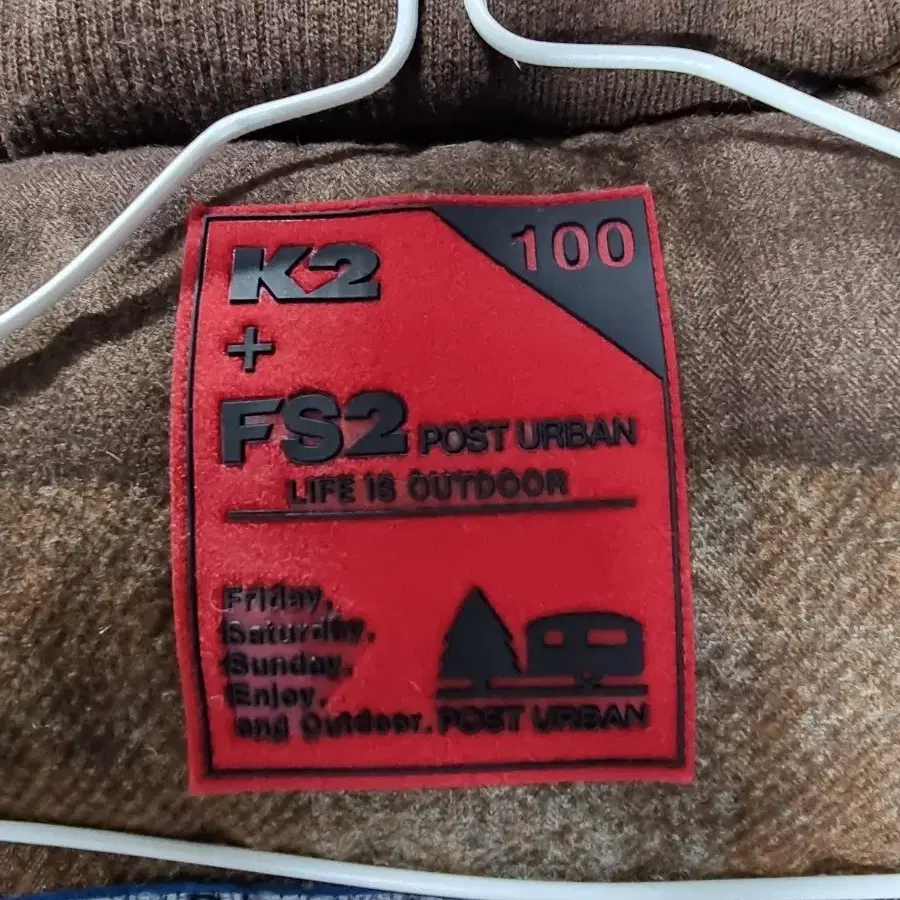 K2
100
+
FS2 POST URBAN
LIFE IS OUTDOOR
Friday,
Saturday,
Sunday,
Enjoy,
and Outdoor.
POST URBAN